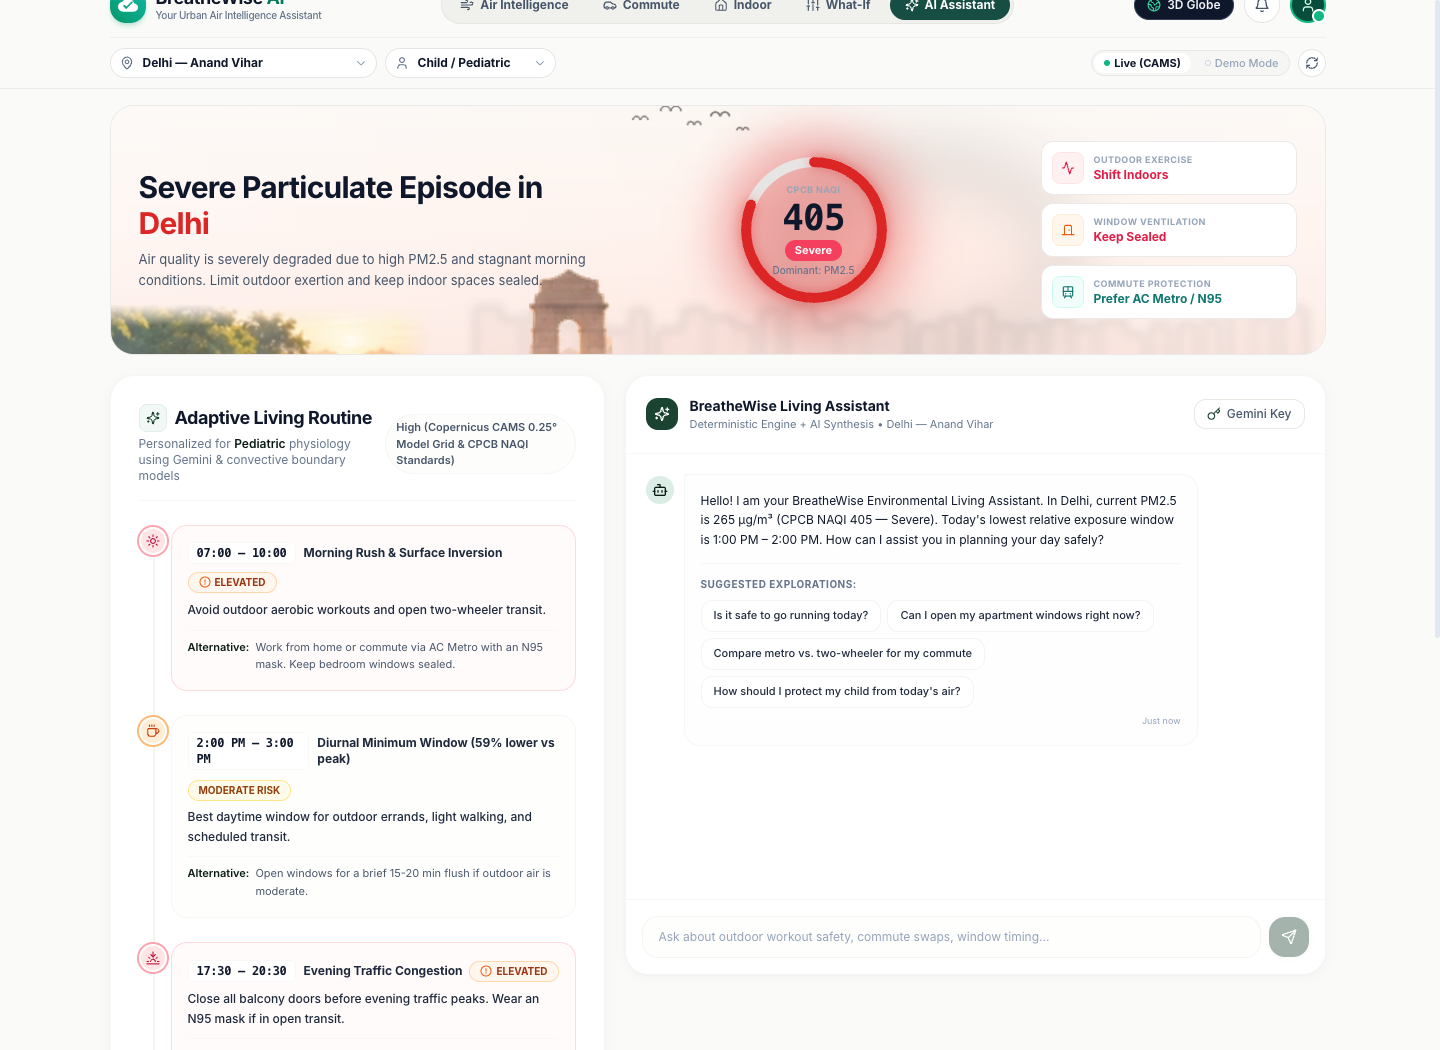 BreatheWise AI
Your Urban Air Intelligence Assistant
Air Intelligence
Commute
Indoor
What-If
AI Assistant
3D Globe
Delhi — Anand Vihar
Child / Pediatric
Live (CAMS)
Demo Mode
Severe Particulate Episode in
Delhi
Air quality is severely degraded due to high PM2.5 and stagnant morning
conditions. Limit outdoor exertion and keep indoor spaces sealed.
CPCB NAQI
405
Severe
Dominant: PM2.5
OUTDOOR EXERCISE
Shift Indoors
WINDOW VENTILATION
Keep Sealed
COMMUTE PROTECTION
Prefer AC Metro / N95
Adaptive Living Routine
Personalized for Pediatric physiology
using Gemini & convective boundary
models
High (Copernicus CAMS 0.25°
Model Grid & CPCB NAQI
Standards)
07:00 – 10:00
Morning Rush & Surface Inversion
ELEVATED
Avoid outdoor aerobic workouts and open two-wheeler transit.
Alternative: Work from home or commute via AC Metro with an N95
mask. Keep bedroom windows sealed.
2:00 PM – 3:00
PM
Diurnal Minimum Window (59% lower vs
peak)
MODERATE RISK
Best daytime window for outdoor errands, light walking, and
scheduled transit.
Alternative: Open windows for a brief 15-20 min flush if outdoor air is
moderate.
17:30 – 20:30
Evening Traffic Congestion
ELEVATED
Close all balcony doors before evening traffic peaks. Wear an
N95 mask if in open transit.
BreatheWise Living Assistant
Deterministic Engine + AI Synthesis • Delhi — Anand Vihar
Gemini Key
Hello! I am your BreatheWise Environmental Living Assistant. In Delhi, current PM2.5
is 265 µg/m³ (CPCB NAQI 405 — Severe). Today's lowest relative exposure window
is 1:00 PM – 2:00 PM. How can I assist you in planning your day safely?
SUGGESTED EXPLORATIONS:
Is it safe to go running today?
Can I open my apartment windows right now?
Compare metro vs. two-wheeler for my commute
How should I protect my child from today's air?
Just now
Ask about outdoor workout safety, commute swaps, window timing...